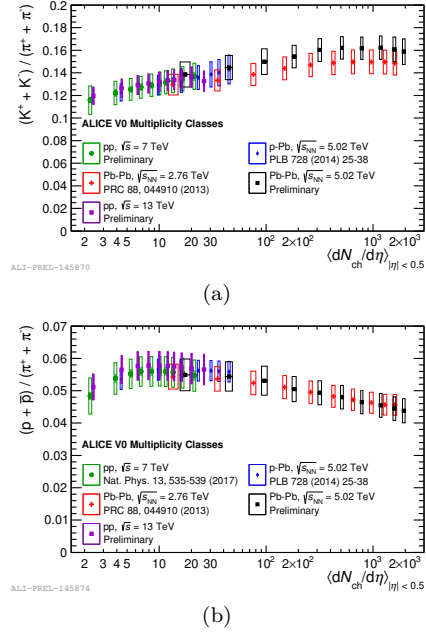 (K⁺ + K⁻) / (π⁺ + π⁻)
0.2
0.18
0.16
0.14
0.12
0.1
0.08
0.06
0.04
0.02
0
ALICE V0 Multiplicity Classes
pp, √s = 7 TeV
Preliminary
p-Pb, √sNN = 5.02 TeV
PLB 728 (2014) 25-38
Pb-Pb, √sNN = 2.76 TeV
PRC 88, 044910 (2013)
Pb-Pb, √sNN = 5.02 TeV
Preliminary
pp, √s = 13 TeV
Preliminary
2 3 4 5 10 20 30 10² 2×10² 10³ 2×10³
⟨dNch/dη⟩|η| < 0.5
ALI-PREL-145870
(a)
(p + p̄) / (π⁺ + π⁻)
0.07
0.06
0.05
0.04
0.03
0.02
0.01
0
ALICE V0 Multiplicity Classes
pp, √s = 7 TeV
Nat. Phys. 13, 535-539 (2017)
p-Pb, √sNN = 5.02 TeV
PLB 728 (2014) 25-38
Pb-Pb, √sNN = 2.76 TeV
PRC 88, 044910 (2013)
Pb-Pb, √sNN = 5.02 TeV
Preliminary
pp, √s = 13 TeV
Preliminary
2 3 4 5 10 20 30 10² 2×10² 10³ 2×10³
⟨dNch/dη⟩|η| < 0.5
ALI-PREL-145874
(b)